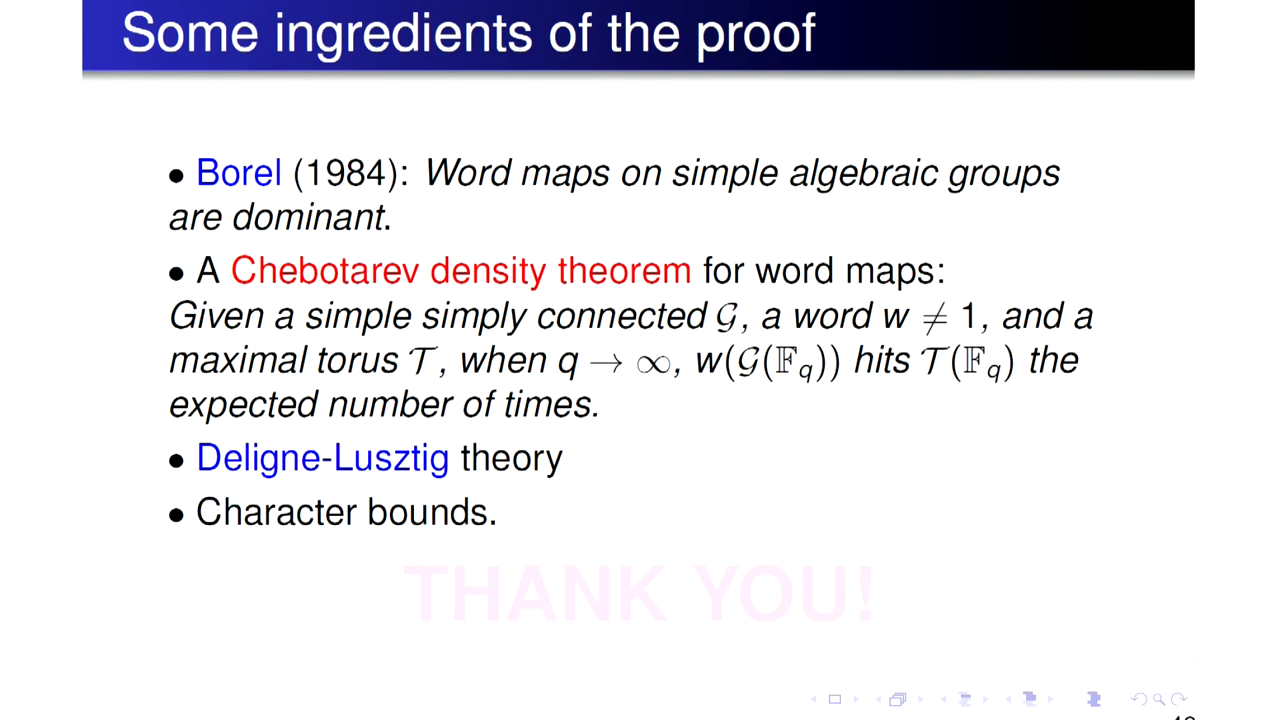 Some ingredients of the proof
• Borel (1984): Word maps on simple algebraic groups
are dominant.
• A Chebotarev density theorem for word maps:
Given a simple simply connected 𝒢, a word w ≠ 1, and a
maximal torus 𝒯, when q → ∞, w(𝒢(𝔽_q)) hits 𝒯(𝔽_q) the
expected number of times.
• Deligne-Lusztig theory
• Character bounds.
THANK YOU!